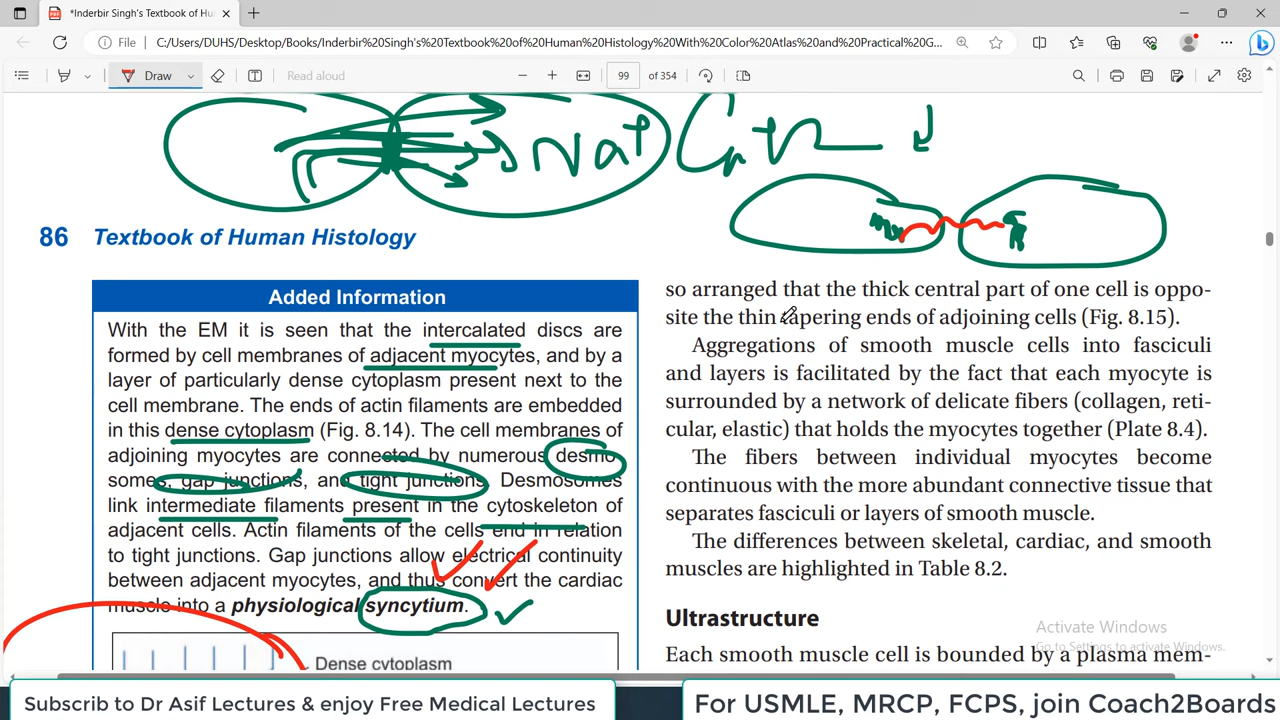 *Inderbir Singh's Textbook of Hu
File
C:/Users/DUHS/Desktop/Books/Inderbir%20Singh's%20Textbook%20of%20Human%20Histology%20With%20Color%20Atlas%20and%20Practical%20G...
Draw
Read aloud
99 of 354
Na+
86 Textbook of Human Histology
Added Information
With the EM it is seen that the intercalated discs are
formed by cell membranes of adjacent myocytes, and by a
layer of particularly dense cytoplasm present next to the
cell membrane. The ends of actin filaments are embedded
in this dense cytoplasm (Fig. 8.14). The cell membranes of
adjoining myocytes are connected by numerous desmo
somes, gap junctions, and tight junctions. Desmosomes
link intermediate filaments present in the cytoskeleton of
adjacent cells. Actin filaments of the cells end in relation
to tight junctions. Gap junctions allow electrical continuity
between adjacent myocytes, and thus convert the cardiac
muscle into a physiological syncytium.
Dense cytoplasm
so arranged that the thick central part of one cell is oppo-
site the thin tapering ends of adjoining cells (Fig. 8.15).
Aggregations of smooth muscle cells into fasciculi
and layers is facilitated by the fact that each myocyte is
surrounded by a network of delicate fibers (collagen, reti-
cular, elastic) that holds the myocytes together (Plate 8.4).
The fibers between individual myocytes become
continuous with the more abundant connective tissue that
separates fasciculi or layers of smooth muscle.
The differences between skeletal, cardiac, and smooth
muscles are highlighted in Table 8.2.
Ultrastructure
Each smooth muscle cell is bounded by a plasma mem-
Activate Windows
Go to Settings to activate Windows.
Subscrib to Dr Asif Lectures & enjoy Free Medical Lectures
For USMLE, MRCP, FCPS, join Coach2Boards